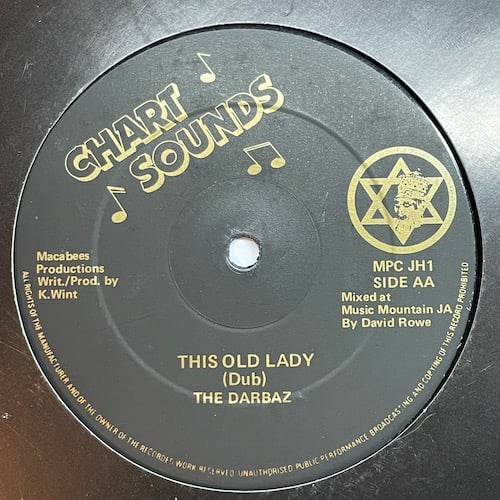 CHART
SOUNDS
Macabees
Productions
Writ./Prod. by
K.Wint
MPC JH1
SIDE AA
Mixed at
Music Mountain JA
By David Rowe
THIS OLD LADY
(Dub)
THE DARBAZ
ALL RIGHTS OF THE MANUFACTURER AND OF THE OWNER OF THE RECORDED WORK RESERVED. UNAUTHORISED PUBLIC PERFORMANCE BROADCASTING AND COPYING OF THIS RECORD PROHIBITED